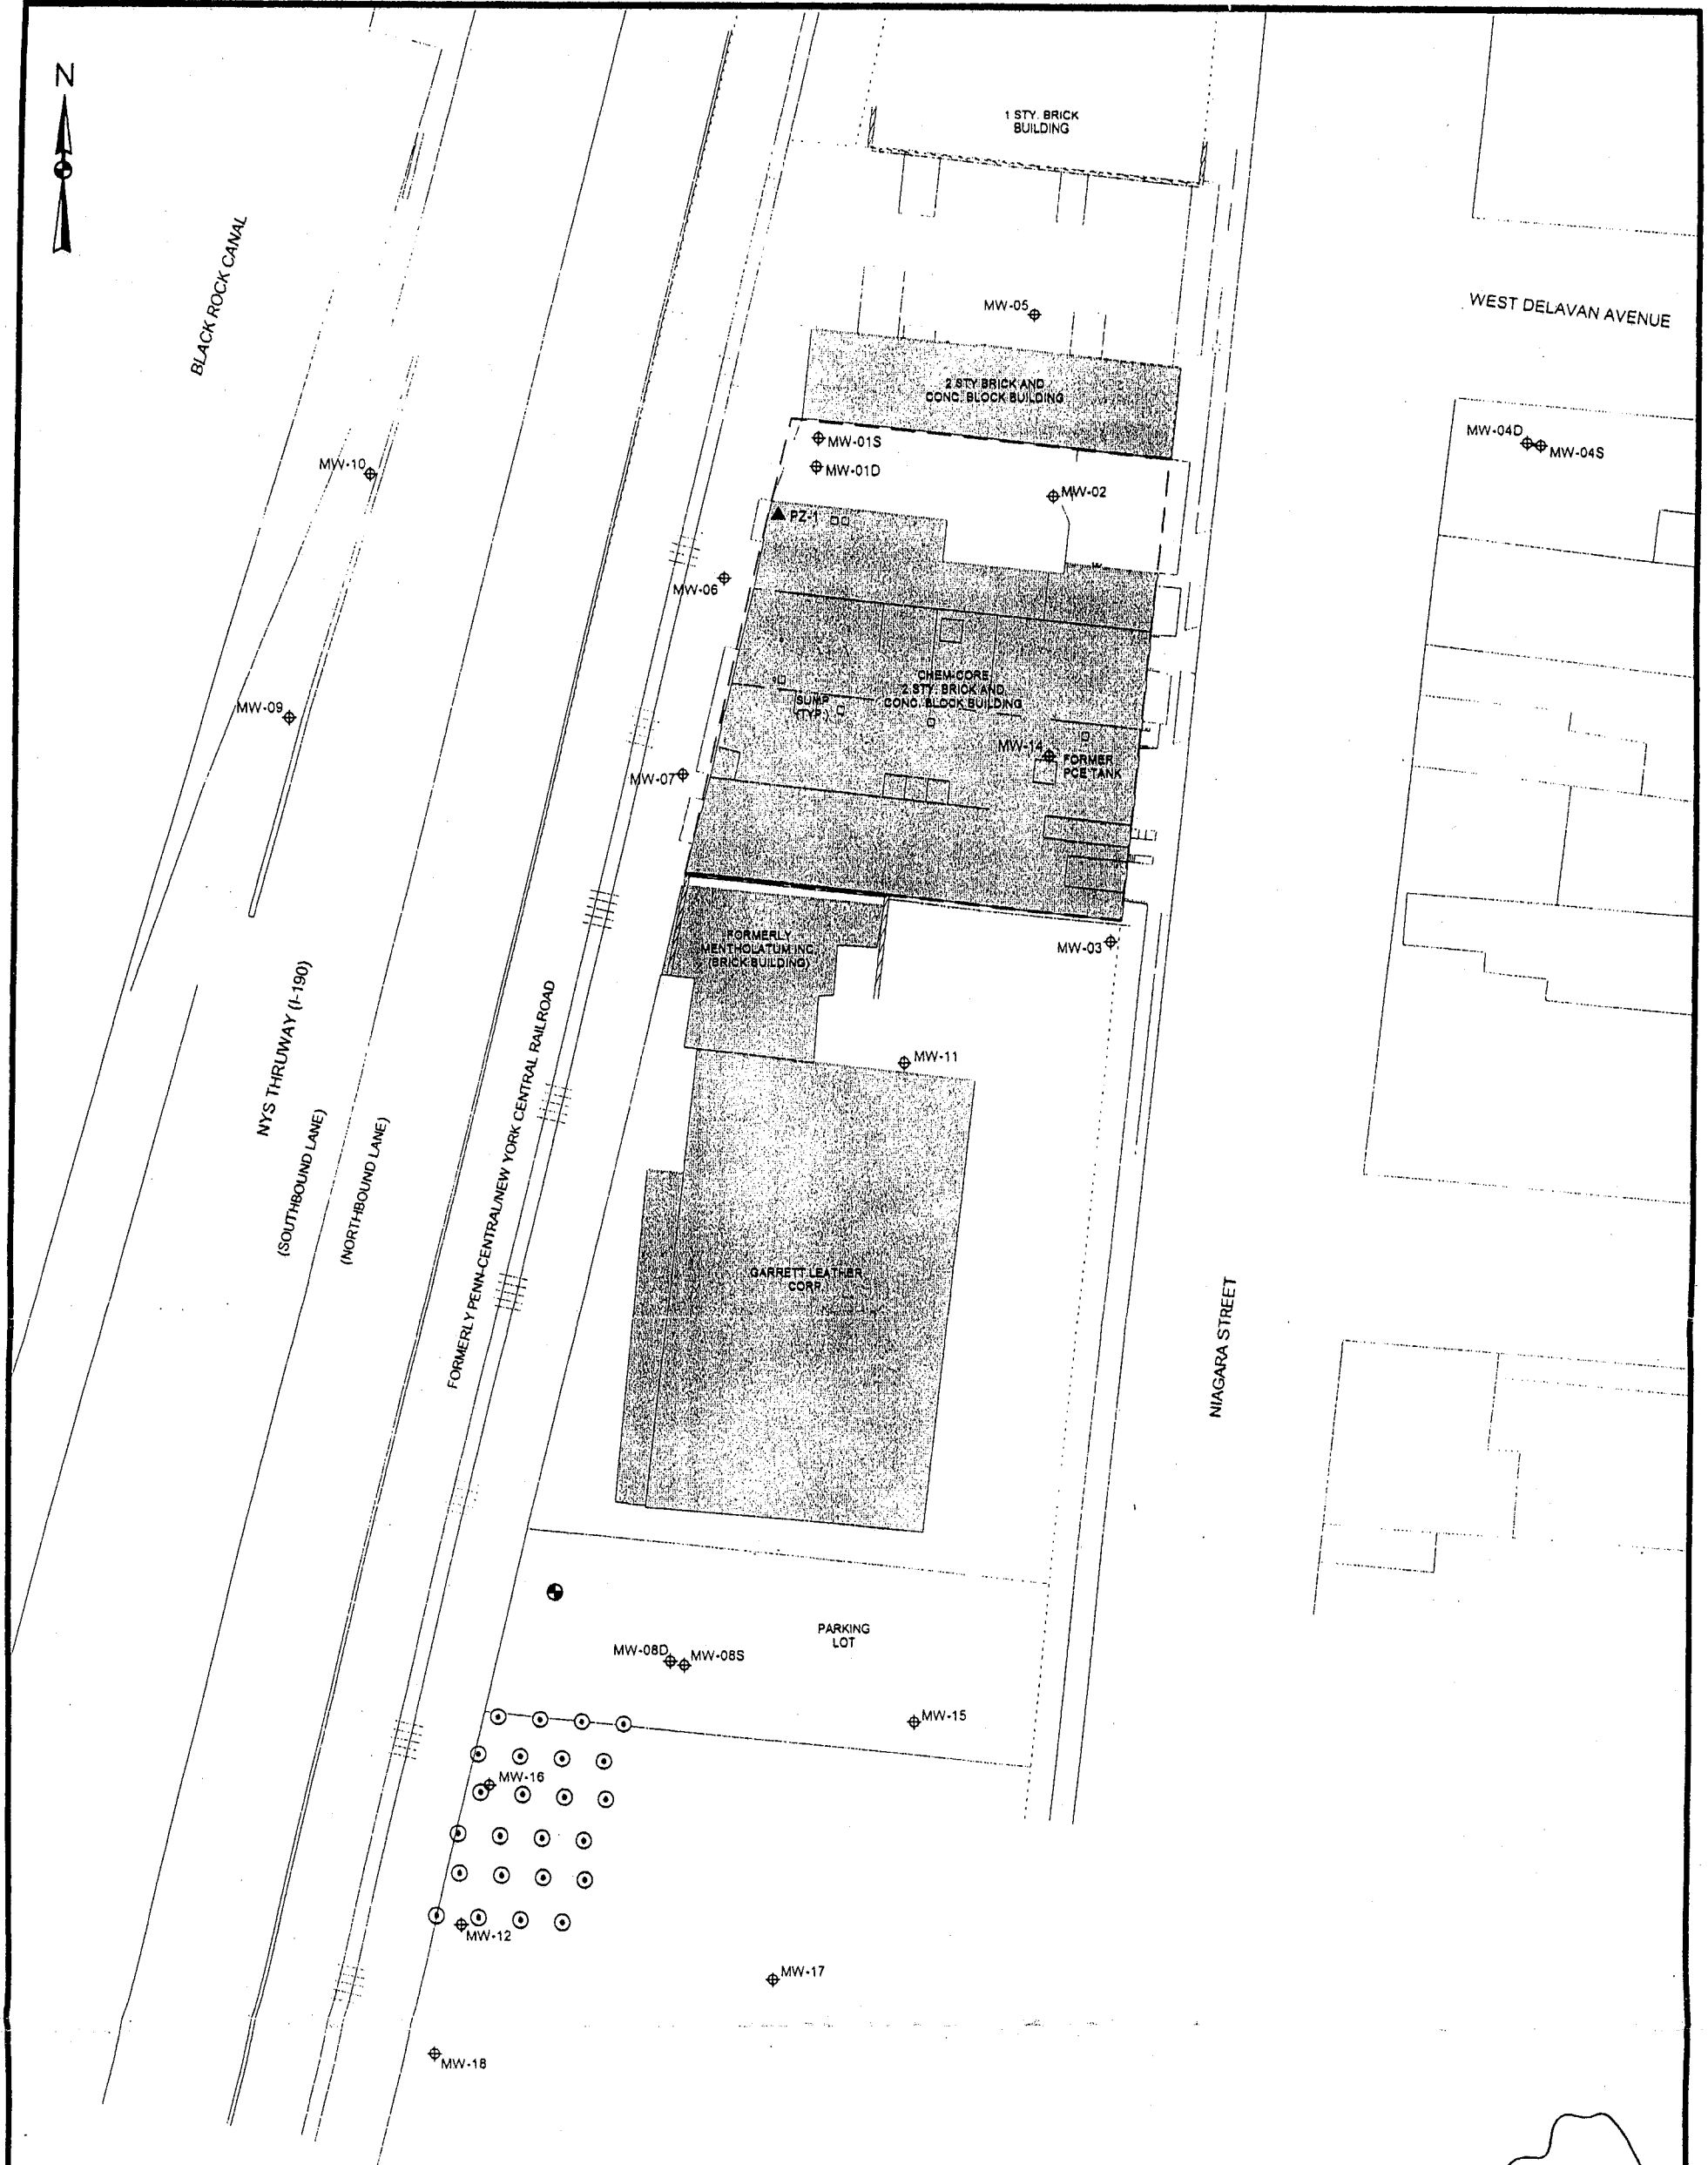 N
1 STY. BRICK
BUILDING
BLACK ROCK CANAL
MW-05
WEST DELAVAN AVENUE
2 STY BRICK AND
CONC. BLOCK BUILDING
MW-01S
MW-04D
MW-04S
MW-10
MW-01D
MW-02
PZ-1
MW-06
CHEM-CORE
2 STY. BRICK AND
CONC. BLOCK BUILDING
SUMP
(TYP.)
MW-09
MW-14
FORMER
PCE TANK
MW-07
FORMERLY
MENTHOLATUM INC.
(BRICK BUILDING)
MW-03
NYS THRUWAY (I-190)
(SOUTHBOUND LANE)
(NORTHBOUND LANE)
FORMERLY PENN-CENTRAL/NEW YORK CENTRAL RAILROAD
MW-11
GARRETT LEATHER
CORP.
NIAGARA STREET
PARKING
LOT
MW-08D
MW-08S
MW-15
MW-16
MW-12
MW-17
MW-18